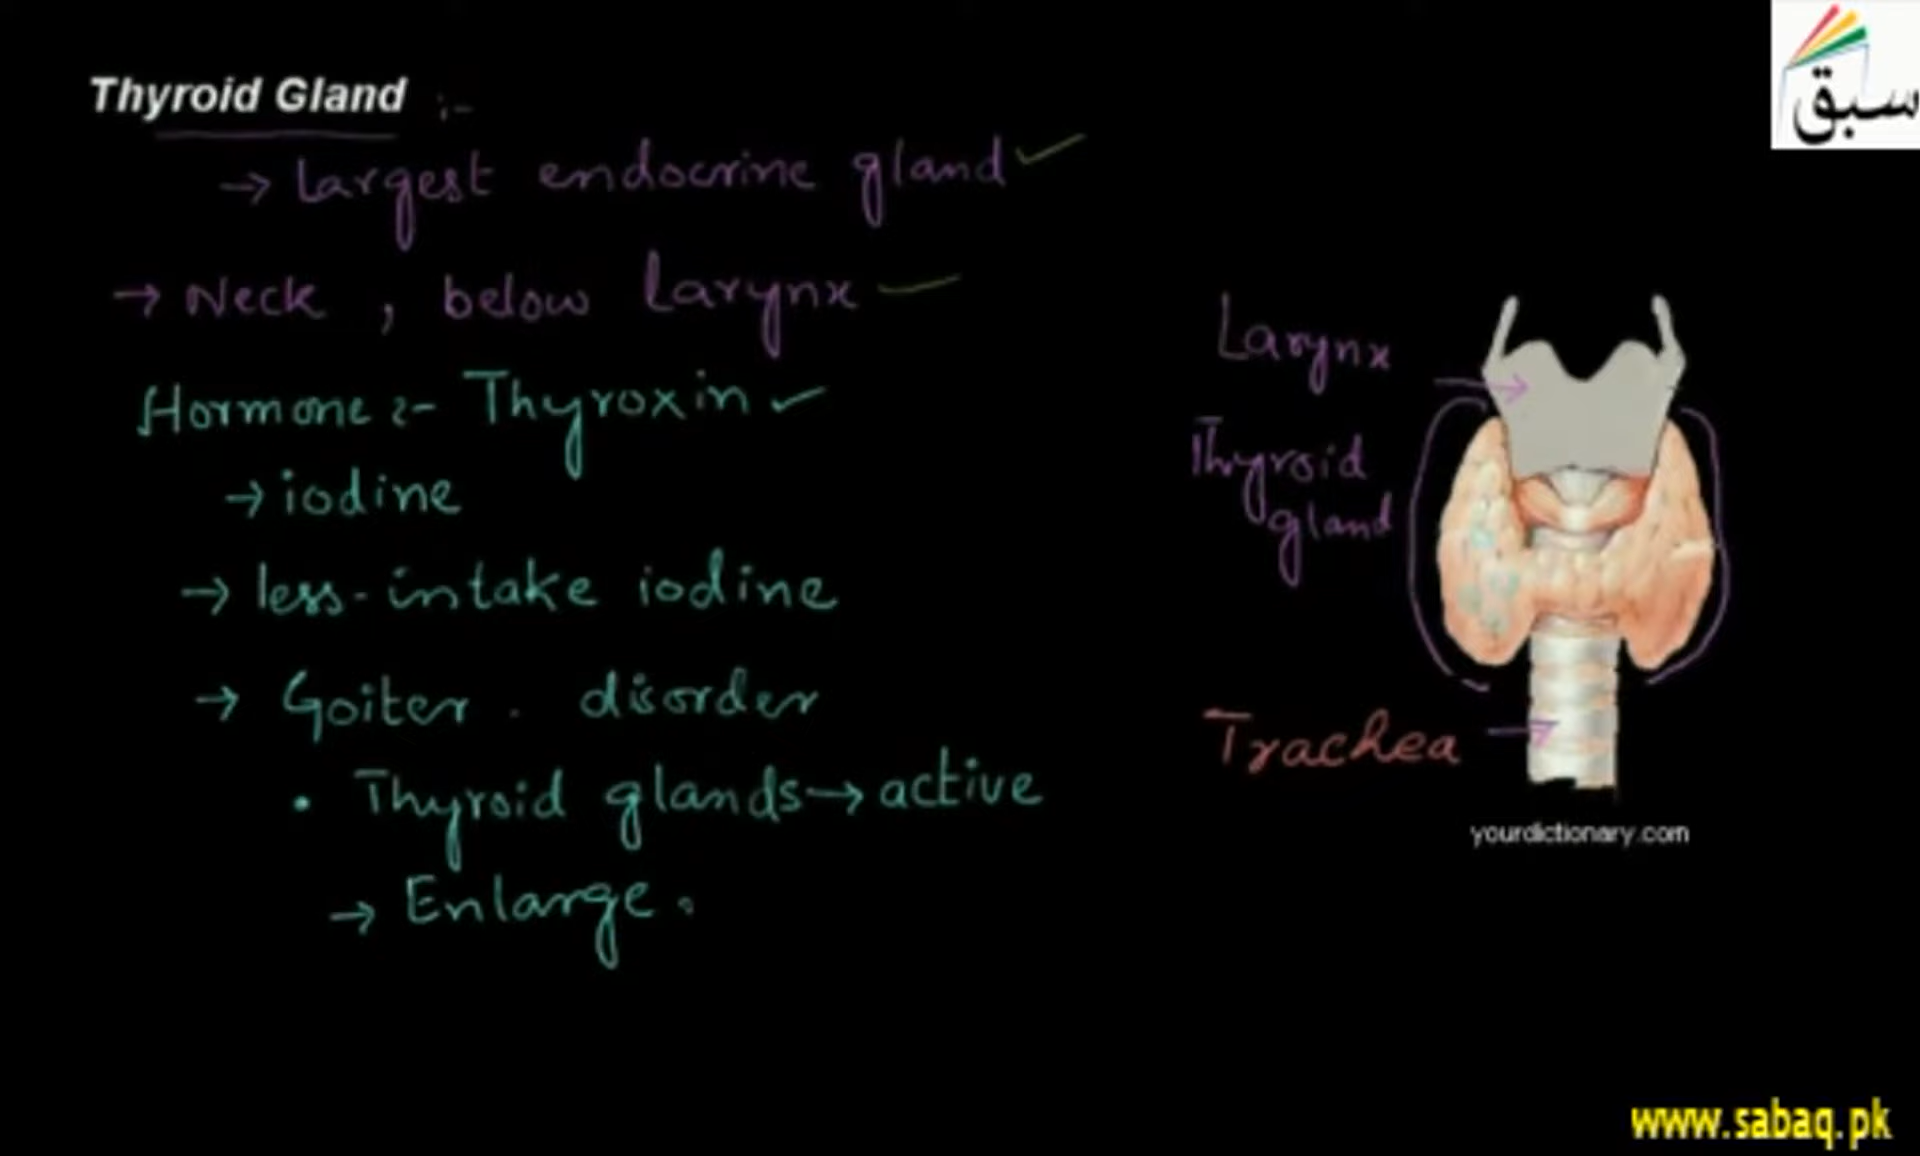 Thyroid Gland :-
→ Largest endocrine gland ✓
→ Neck , below Larynx
Hormone :- Thyroxin ✓
→ iodine
→ less-intake iodine
→ Goiter . disorder
• Thyroid glands → active
→ Enlarge .
Larynx
Thyroid
gland
Trachea
yourdictionary.com
سبق
www.sabaq.pk